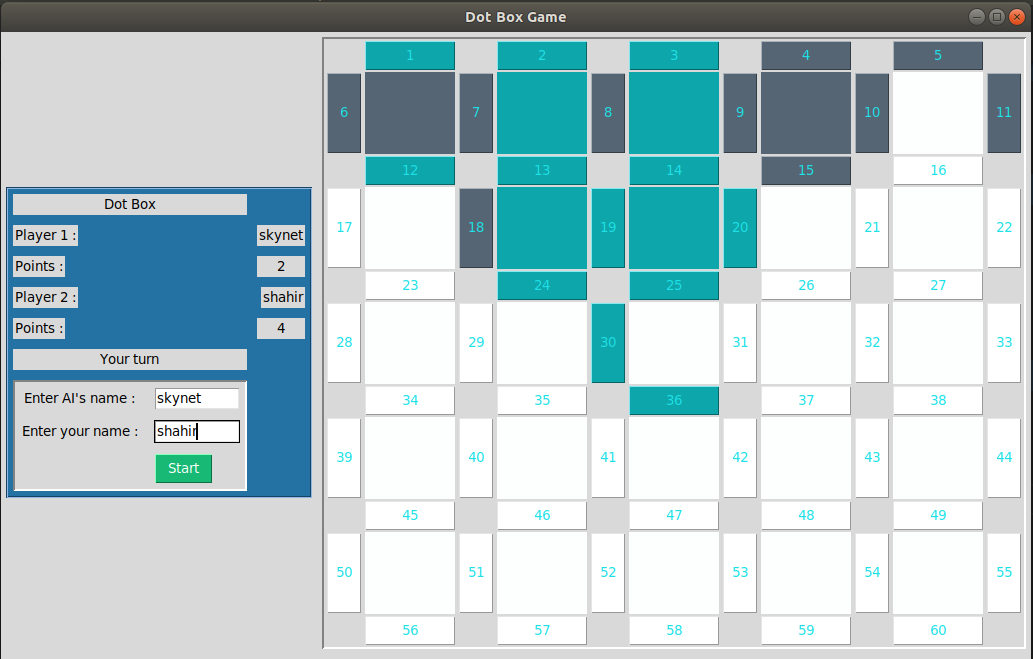 Dot Box Game
Dot Box
Player 1 : skynet
Points : 2
Player 2 : shahir
Points : 4
Your turn
Enter AI's name : skynet
Enter your name : shahir
Start
1 2 3 4 5
6 7 8 9 10 11
12 13 14 15 16
17 18 19 20 21 22
23 24 25 26 27
28 29 30 31 32 33
34 35 36 37 38
39 40 41 42 43 44
45 46 47 48 49
50 51 52 53 54 55
56 57 58 59 60